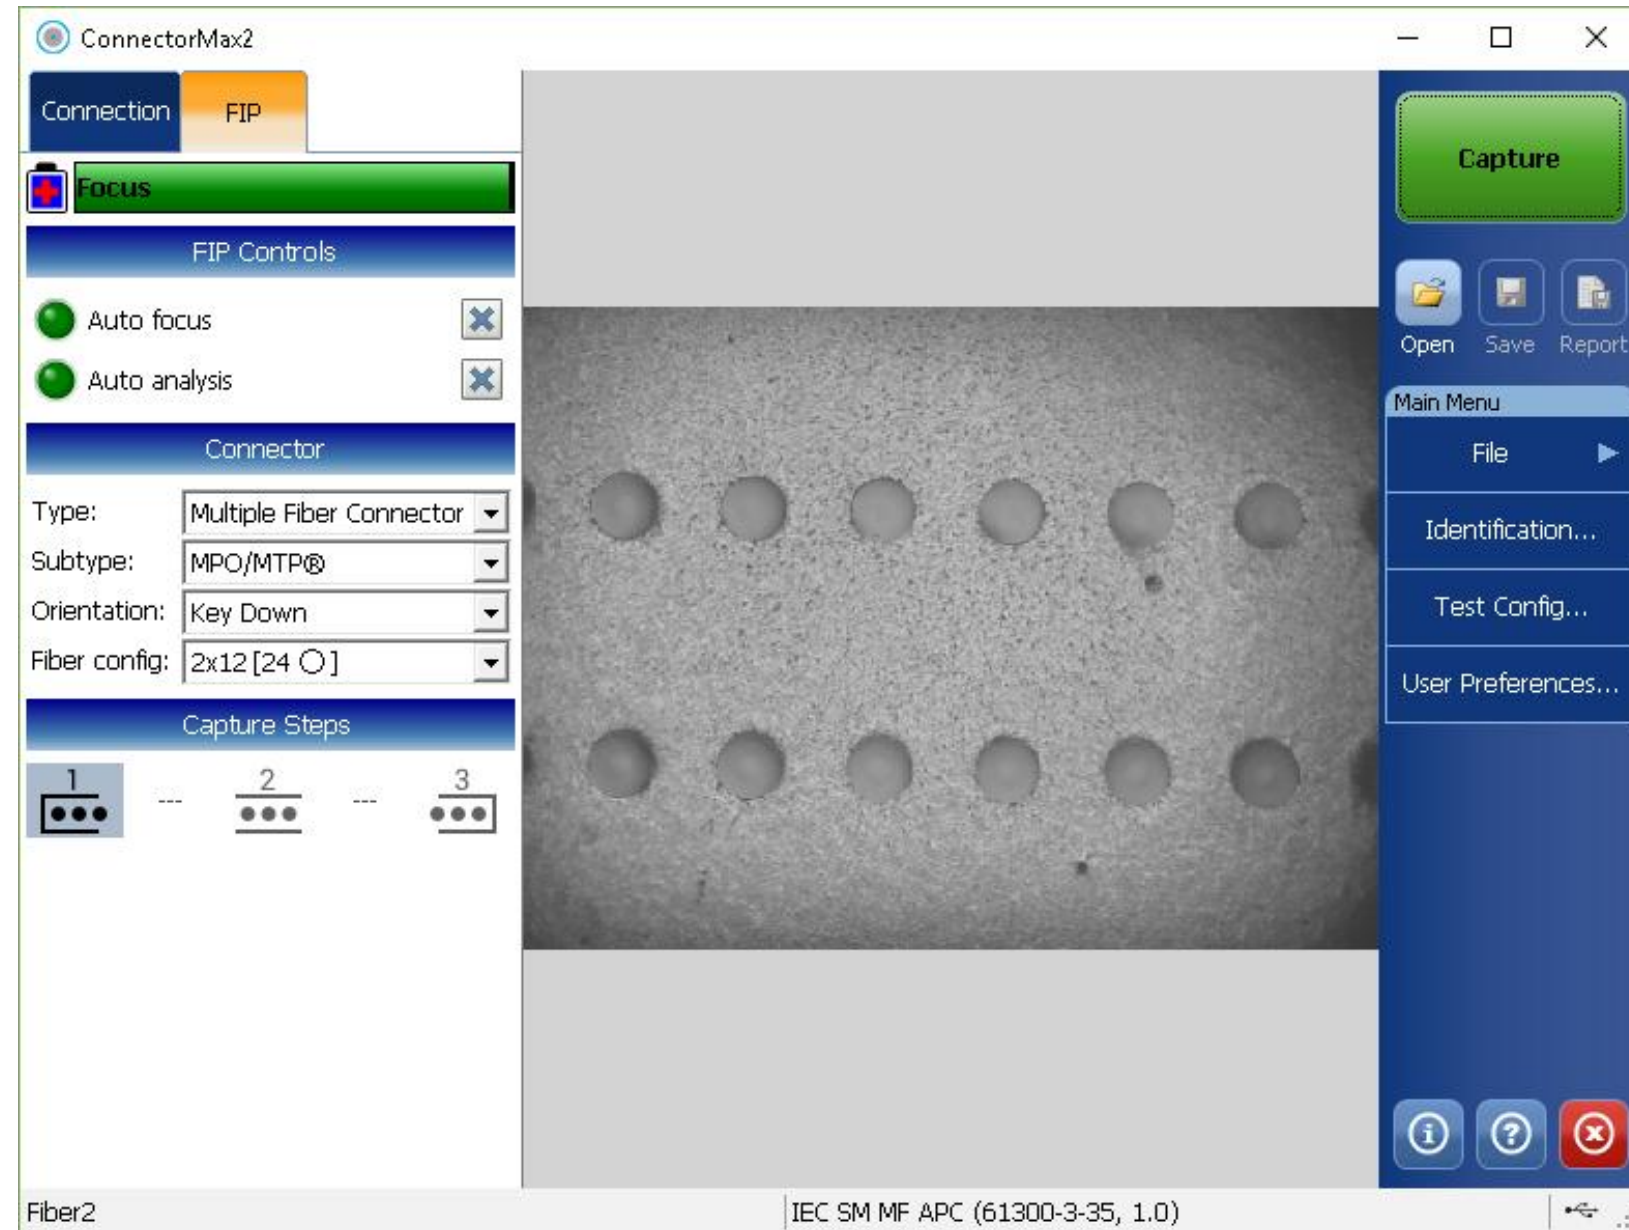 ConnectorMax2
Connection FIP
Focus
FIP Controls
Auto focus
Auto analysis
Connector
Type: Multiple Fiber Connector
Subtype: MPO/MTP®
Orientation: Key Down
Fiber config: 2x12 [24 ○]
Capture Steps
1 --- 2 --- 3
Capture
Open Save Report
Main Menu
File
Identification...
Test Config...
User Preferences...
Fiber2
IEC SM MF APC (61300-3-35, 1.0)